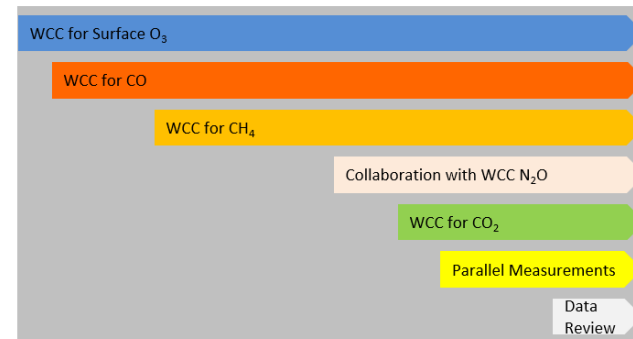 WCC for Surface O₃
WCC for CO
WCC for CH₄
Collaboration with WCC N₂O
WCC for CO₂
Parallel Measurements
Data
Review